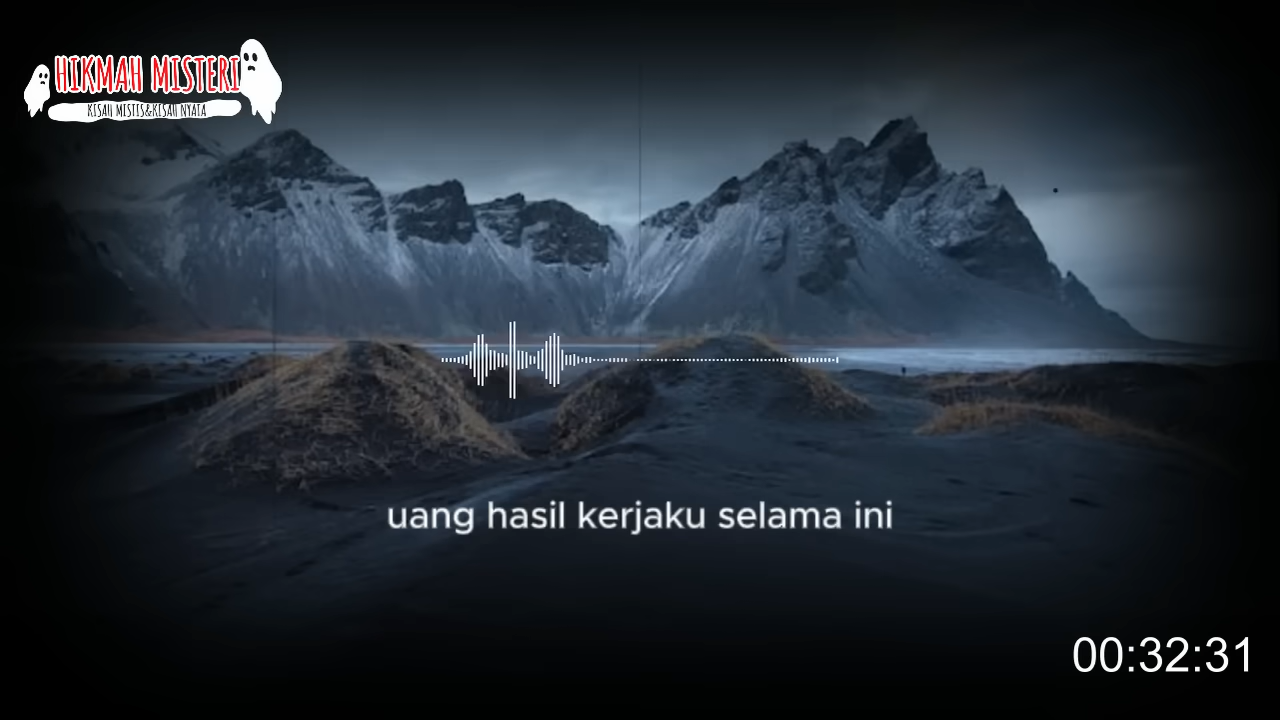 HIKMAH MISTERI
KISAH MISTIS&KISAH NYATA
uang hasil kerjaku selama ini
00:32:31